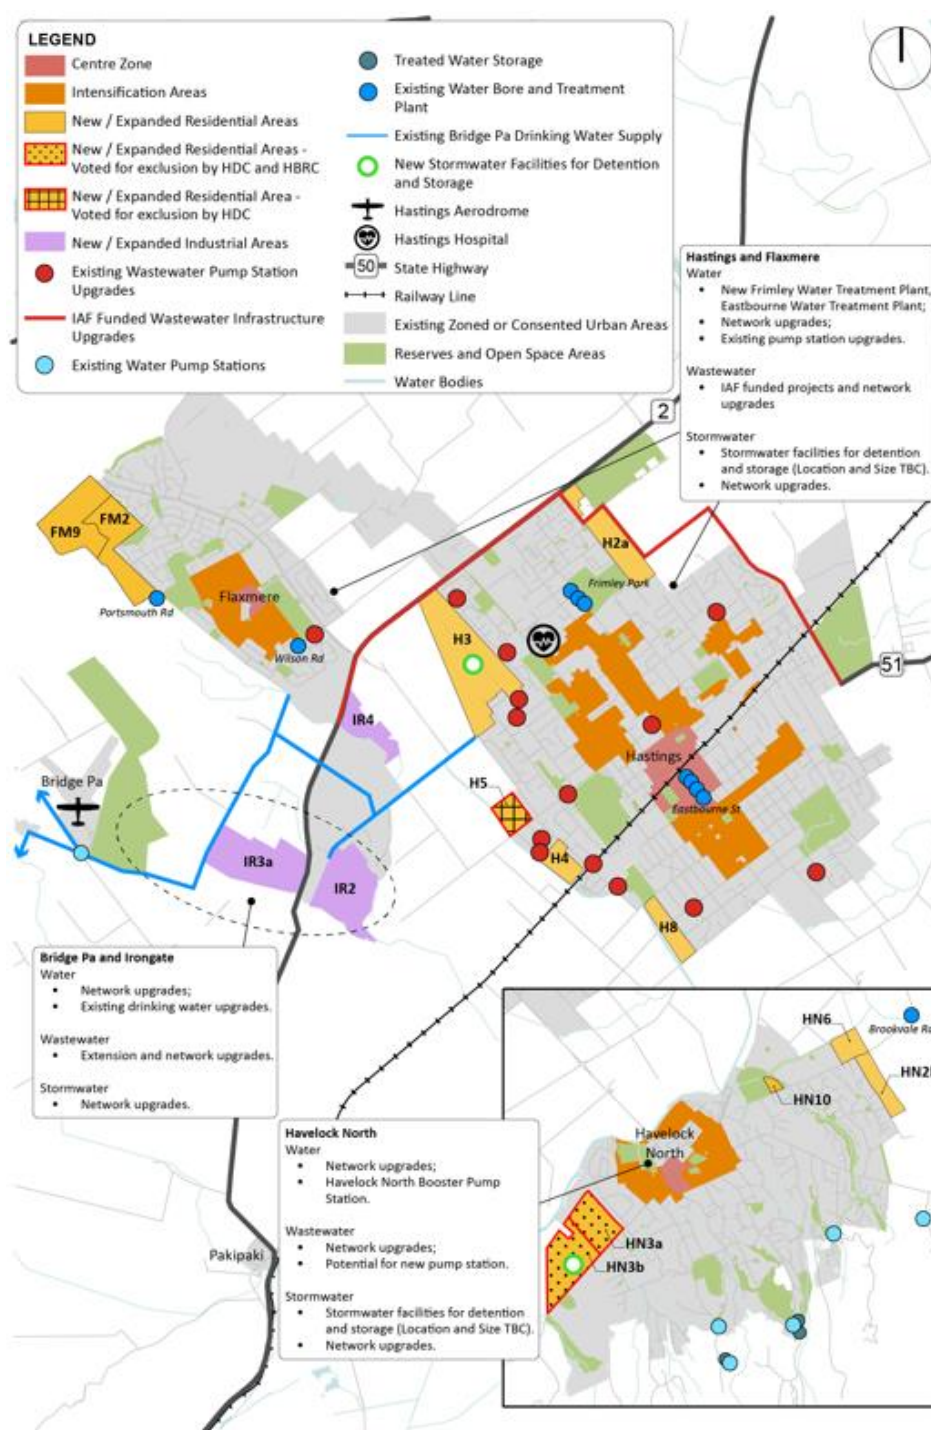 LEGEND
Centre Zone
Intensification Areas
New / Expanded Residential Areas
New / Expanded Residential Areas -
Voted for exclusion by HDC and HBRC
New / Expanded Residential Area -
Voted for exclusion by HDC
New / Expanded Industrial Areas
Existing Wastewater Pump Station
Upgrades
IAF Funded Wastewater Infrastructure
Upgrades
Existing Water Pump Stations
Treated Water Storage
Existing Water Bore and Treatment
Plant
Existing Bridge Pa Drinking Water Supply
New Stormwater Facilities for Detention
and Storage
Hastings Aerodrome
Hastings Hospital
50
State Highway
Railway Line
Existing Zoned or Consented Urban Areas
Reserves and Open Space Areas
Water Bodies
Hastings and Flaxmere
Water
• New Frimley Water Treatment Plant,
Eastbourne Water Treatment Plant;
• Network upgrades;
• Existing pump station upgrades.
Wastewater
• IAF funded projects and network
upgrades
Stormwater
• Stormwater facilities for detention
and storage (Location and Size TBC).
• Network upgrades.
2
FM2
FM9
H2a
Frimley Park
Flaxmere
Portsmouth Rd
Wilson Rd
H3
51
IR4
Hastings
Bridge Pa
H5
Eastbourne St
IR3a
IR2
H4
H8
Bridge Pa and Irongate
Water
• Network upgrades;
• Existing drinking water upgrades.
Wastewater
• Extension and network upgrades.
Stormwater
• Network upgrades.
HN6
Brookvale Rd
HN2
HN10
Havelock North
Water
• Network upgrades;
• Havelock North Booster Pump
Station.
Wastewater
• Network upgrades;
• Potential for new pump station.
Stormwater
• Stormwater facilities for detention
and storage (Location and Size TBC).
• Network upgrades.
Havelock
North
HN3a
HN3b
Pakipaki